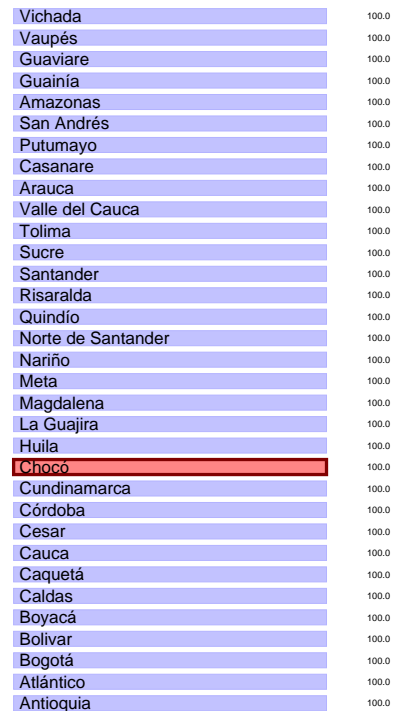 Vichada 100.0
Vaupés 100.0
Guaviare 100.0
Guainía 100.0
Amazonas 100.0
San Andrés 100.0
Putumayo 100.0
Casanare 100.0
Arauca 100.0
Valle del Cauca 100.0
Tolima 100.0
Sucre 100.0
Santander 100.0
Risaralda 100.0
Quindío 100.0
Norte de Santander 100.0
Nariño 100.0
Meta 100.0
Magdalena 100.0
La Guajira 100.0
Huila 100.0
Chocó 100.0
Cundinamarca 100.0
Córdoba 100.0
Cesar 100.0
Cauca 100.0
Caquetá 100.0
Caldas 100.0
Boyacá 100.0
Bolivar 100.0
Bogotá 100.0
Atlántico 100.0
Antioquia 100.0